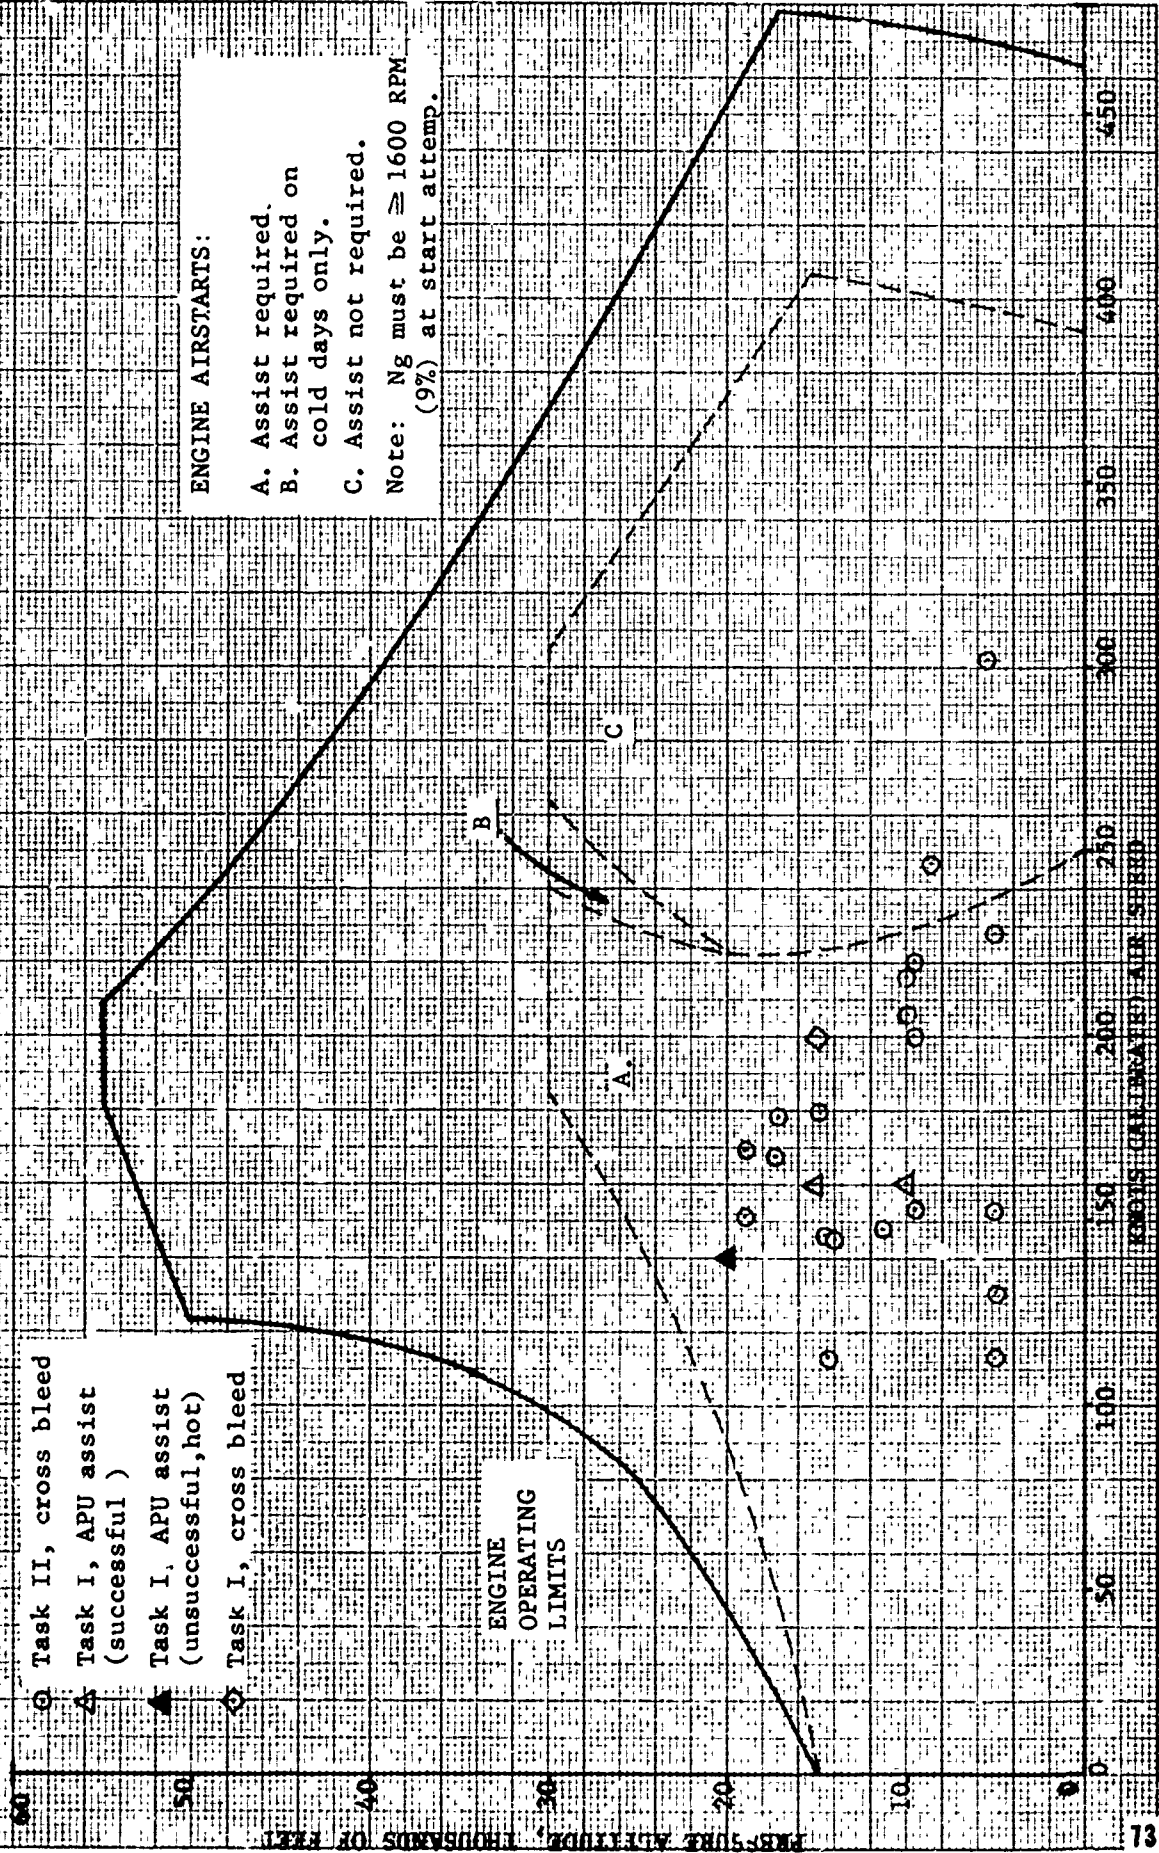 ⊙ Task II, cross bleed
△ Task I, APU assist
(successful )
▲ Task I, APU assist
(unsuccessful,hot)
◇ Task I, cross bleed
ENGINE AIRSTARTS:
A. Assist required.
B. Assist required on
cold days only.
C. Assist not required.
Note: Ng must be ≧ 1600 RPM
(9%) at start attemp.
ENGINE
OPERATING
LIMITS
A.
B
C
PRESSURE ALTITUDE, THOUSANDS OF FEET
60
50
40
30
20
10
0
0
50
100
150
200
250
300
350
400
450
KNOTS (CALIBRATED) AIR SPEED
73